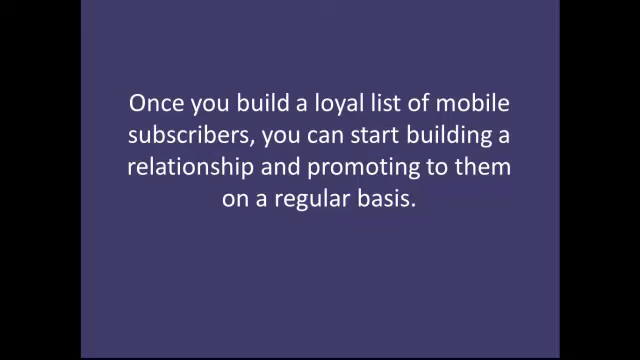 Once you build a loyal list of mobile
subscribers, you can start building a
relationship and promoting to them
on a regular basis.